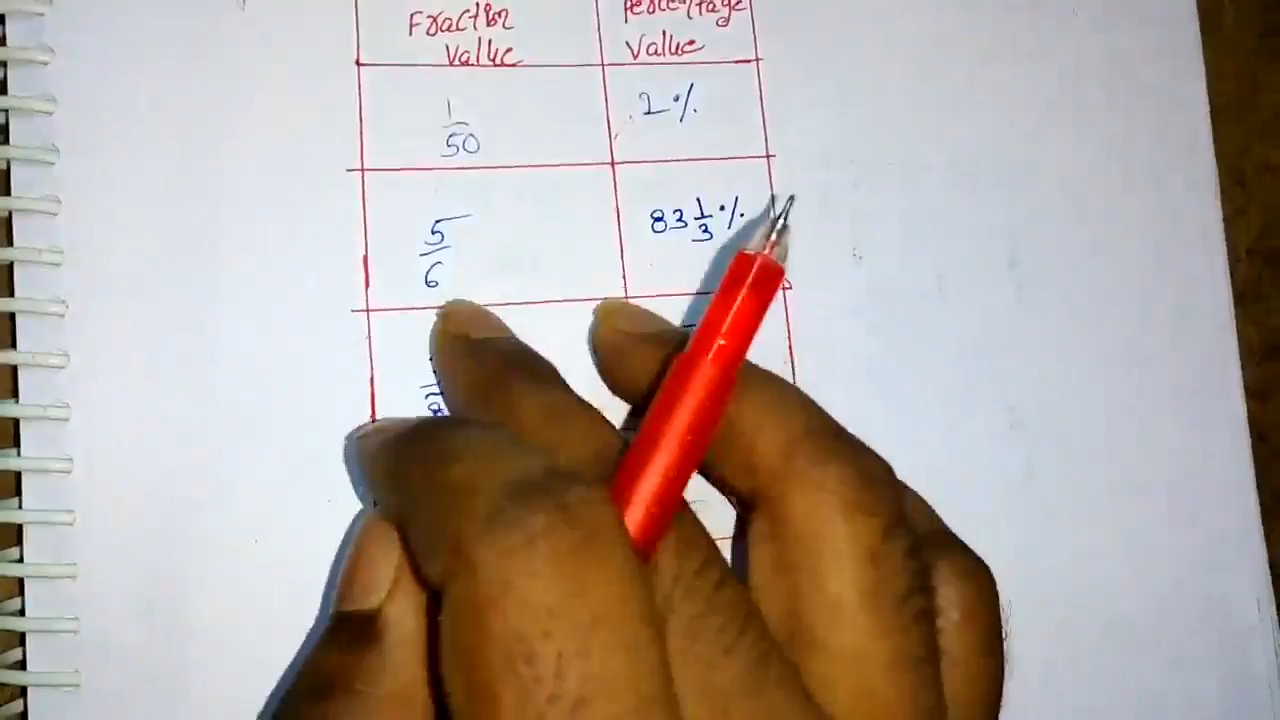 Fraction Percentage
Value Value
1/50 2%
5/6 83 1/3%